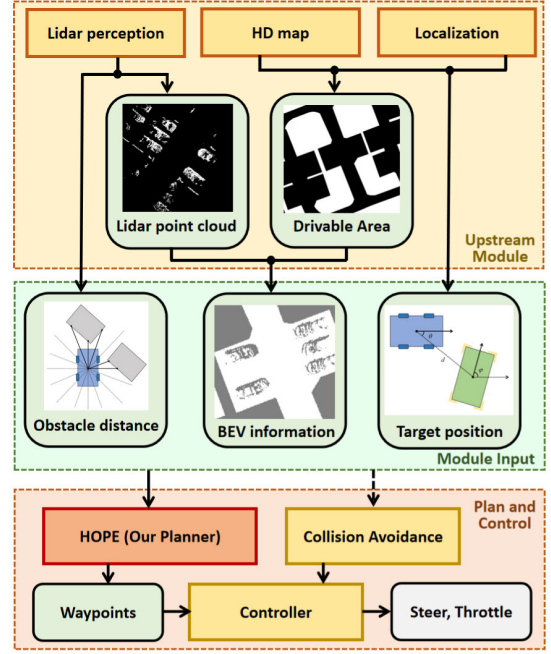 Lidar perception
HD map
Localization
Lidar point cloud
Drivable Area
Upstream
Module
Obstacle distance
BEV information
Target position
Module Input
Plan and
Control
HOPE (Our Planner)
Collision Avoidance
Waypoints
Controller
Steer, Throttle